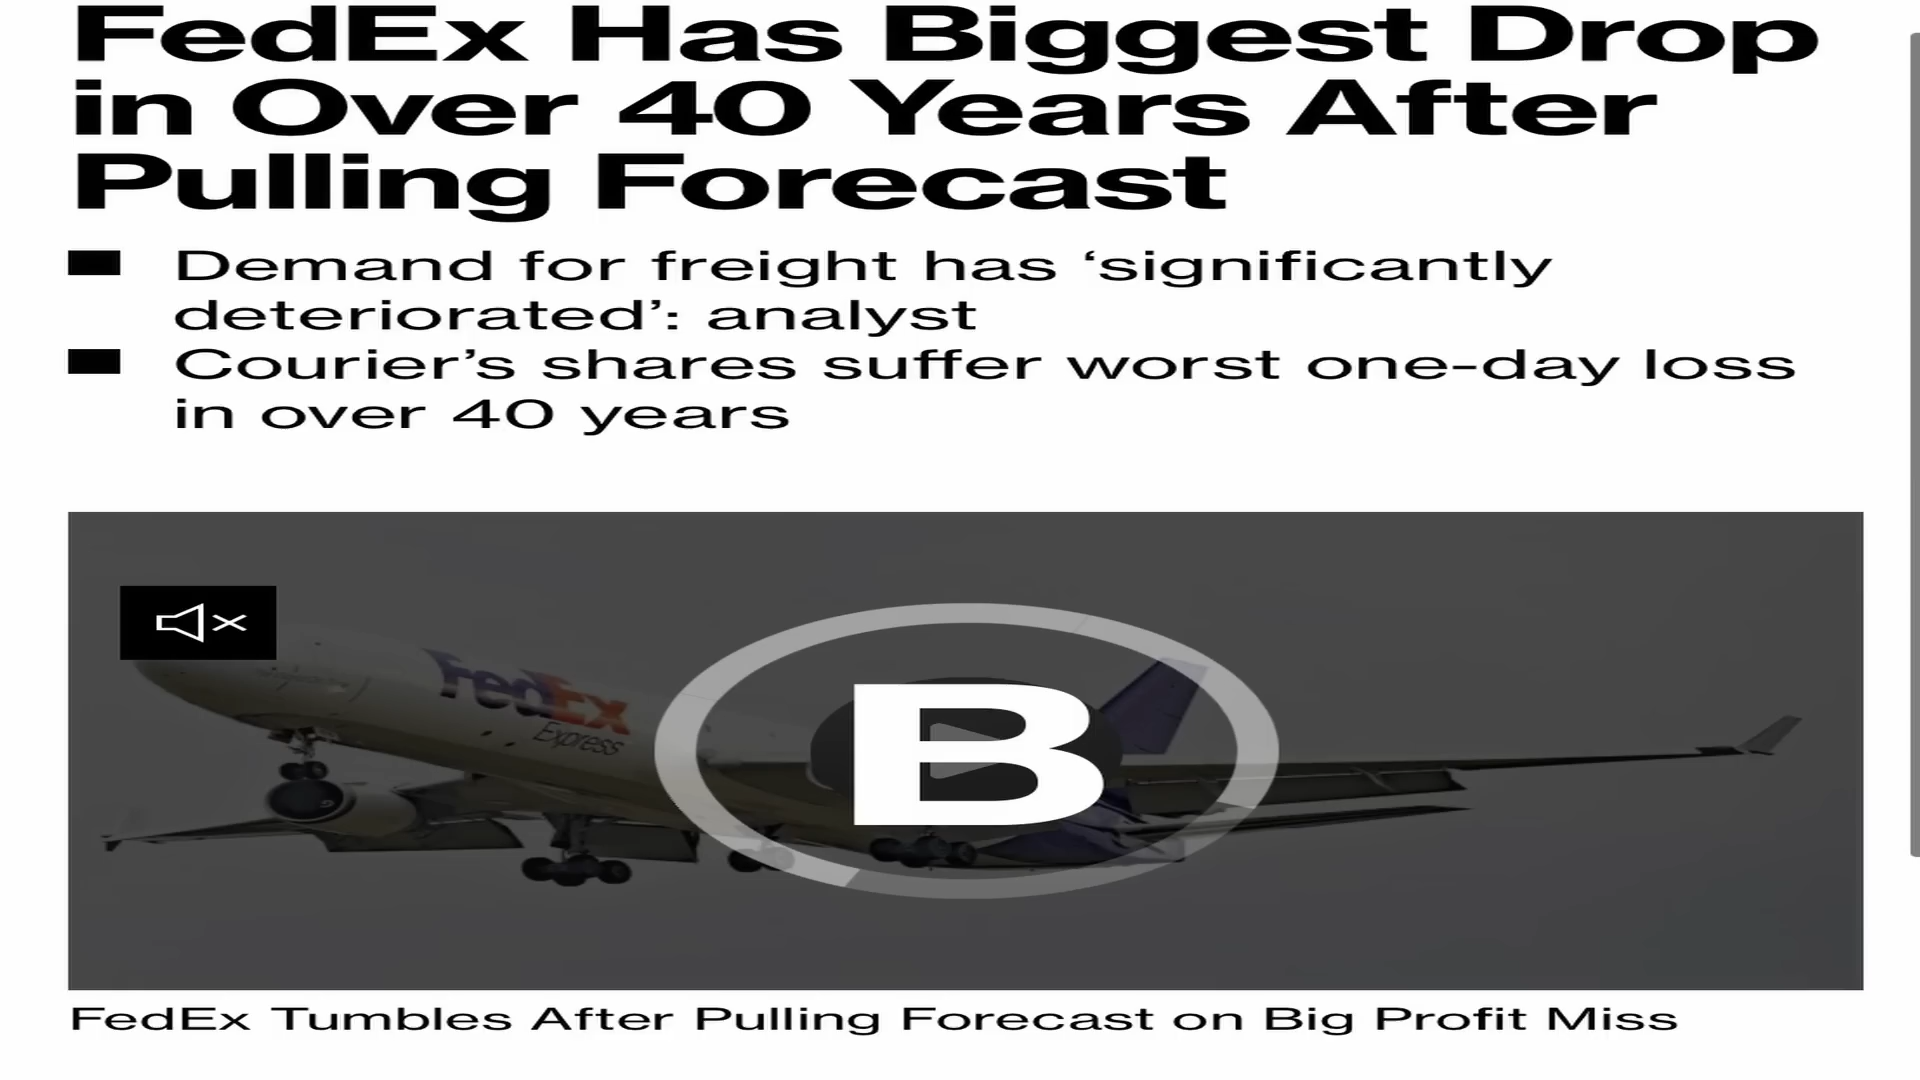 FedEx Has Biggest Drop
in Over 40 Years After
Pulling Forecast
Demand for freight has ‘significantly
deteriorated’: analyst
Courier’s shares suffer worst one-day loss
in over 40 years
FedEx
Express
B
FedEx Tumbles After Pulling Forecast on Big Profit Miss